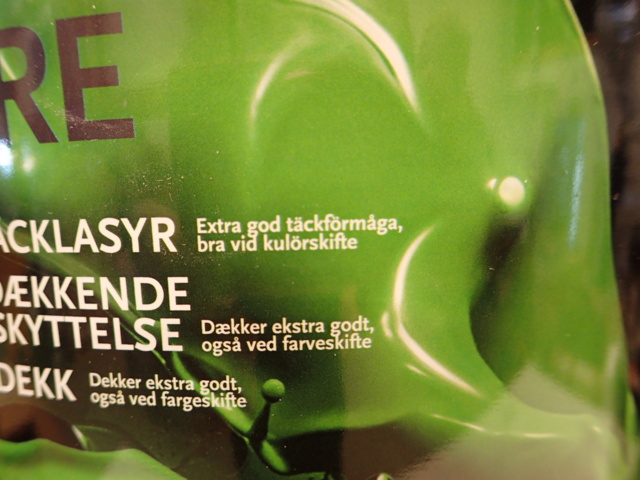 RE
ACKLASYR Extra god täckförmåga,
bra vid kulörskifte
DÆKKENDE
SKYTTELSE Dækker ekstra godt,
også ved farveskifte
DEKK Dekker ekstra godt,
også ved fargeskifte